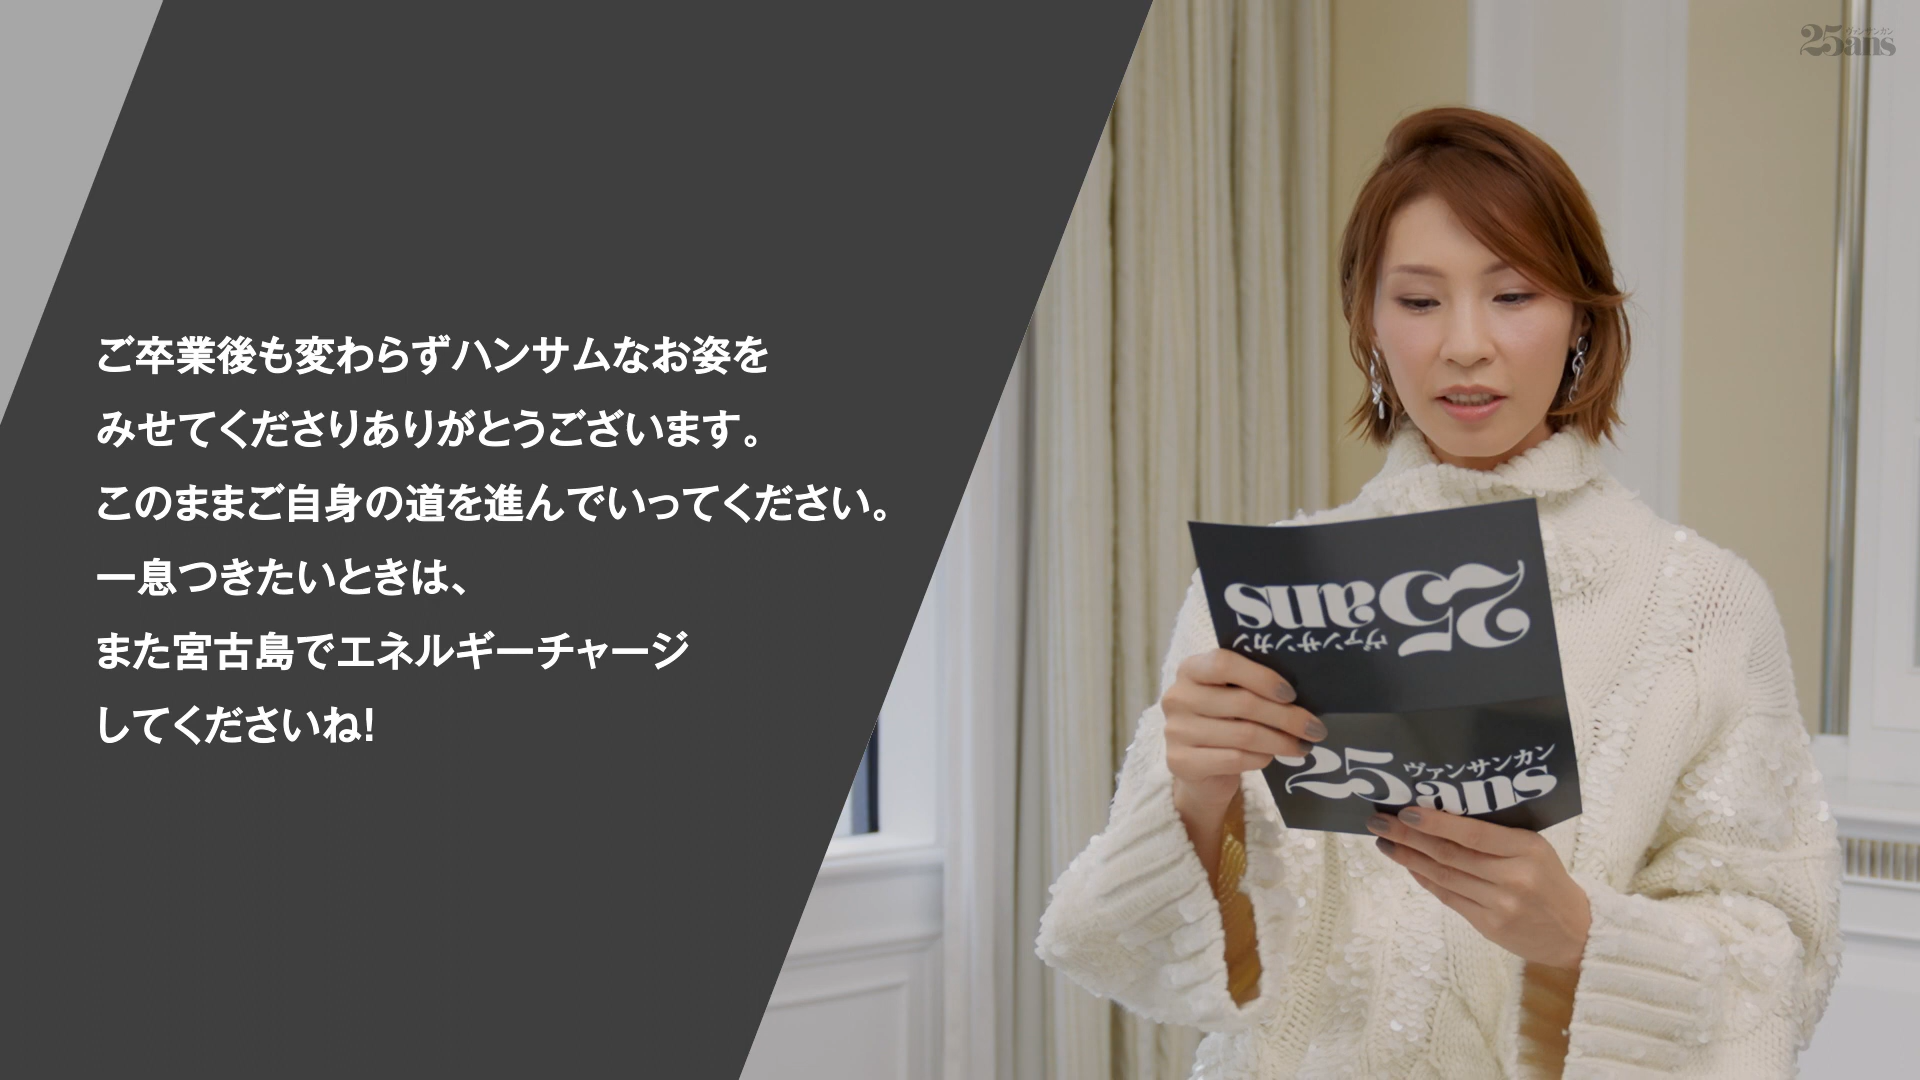 ご卒業後も変わらずハンサムなお姿を
みせてくださりありがとうございます。
このままご自身の道を進んでいってください。
一息つきたいときは、
また宮古島でエネルギーチャージ
してくださいね!
25ans
ヴァンサンカン
25ans
ヴァンサンカン
25ans
ヴァンサンカン